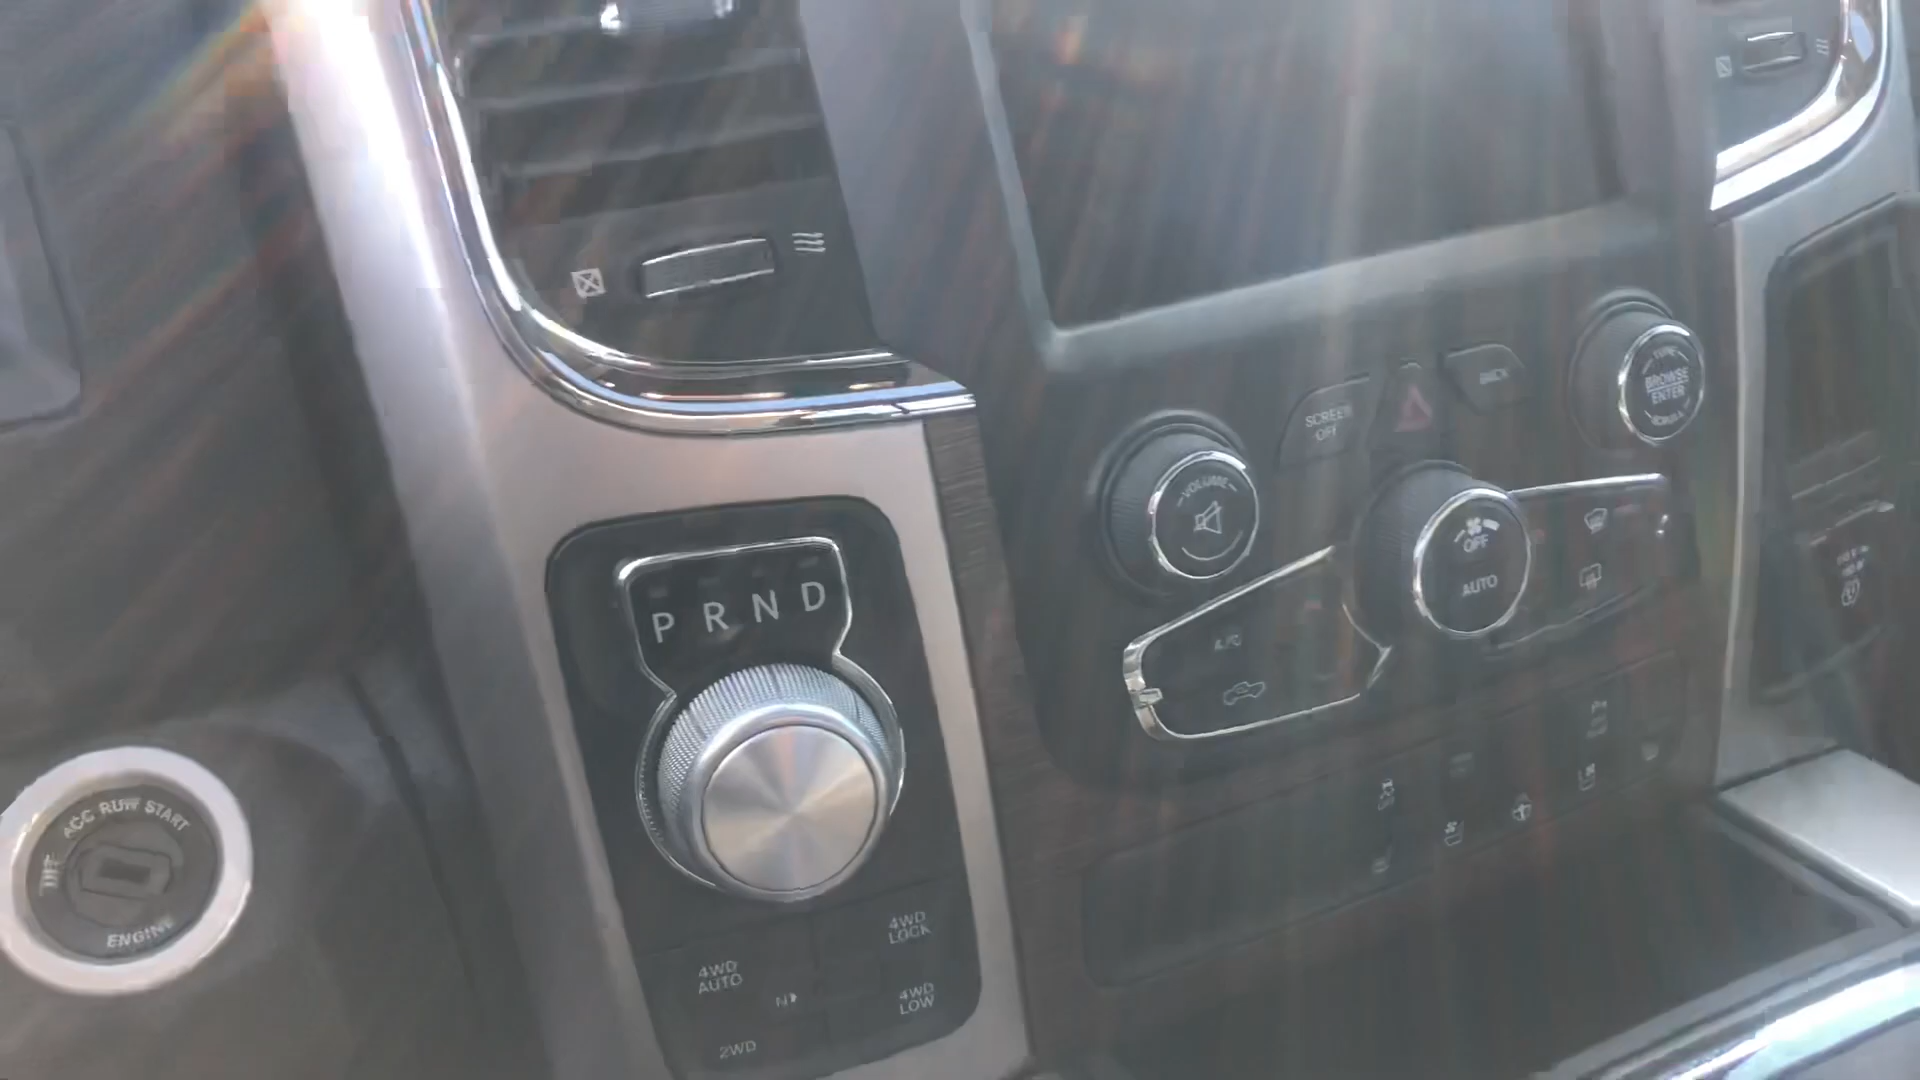 P R N D
ACC RUN START
ENGINE
4WD
LOCK
4WD
AUTO
N
4WD
LOW
2WD
VOLUME
SCREEN
OFF
BACK
TUNE
BROWSE
ENTER
SCROLL
OFF
AUTO
A/C